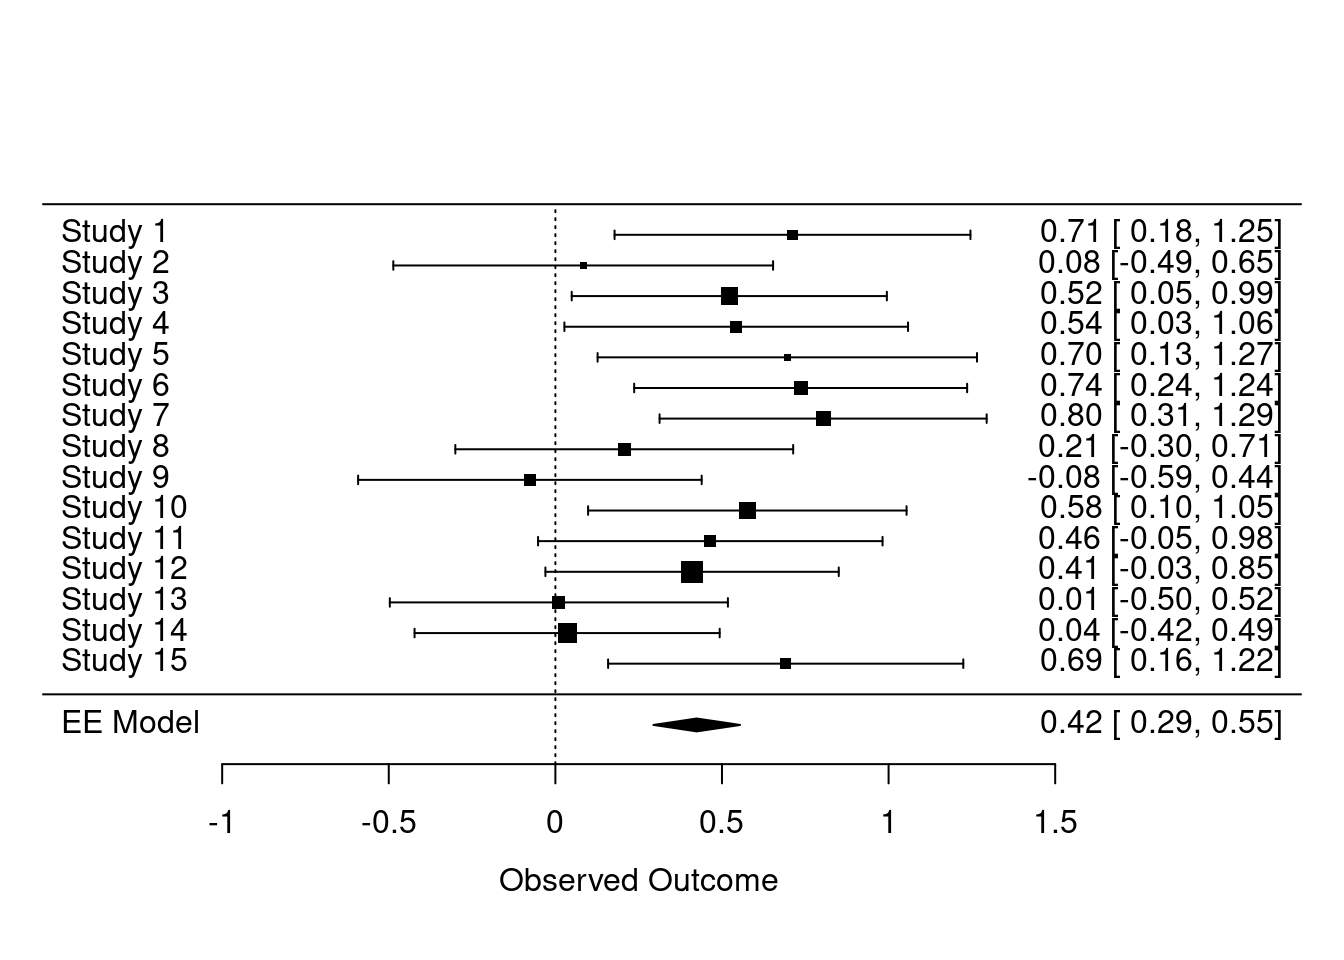 Study 1 0.71 [ 0.18, 1.25]
Study 2 0.08 [-0.49, 0.65]
Study 3 0.52 [ 0.05, 0.99]
Study 4 0.54 [ 0.03, 1.06]
Study 5 0.70 [ 0.13, 1.27]
Study 6 0.74 [ 0.24, 1.24]
Study 7 0.80 [ 0.31, 1.29]
Study 8 0.21 [-0.30, 0.71]
Study 9 -0.08 [-0.59, 0.44]
Study 10 0.58 [ 0.10, 1.05]
Study 11 0.46 [-0.05, 0.98]
Study 12 0.41 [-0.03, 0.85]
Study 13 0.01 [-0.50, 0.52]
Study 14 0.04 [-0.42, 0.49]
Study 15 0.69 [ 0.16, 1.22]
EE Model 0.42 [ 0.29, 0.55]
-1 -0.5 0 0.5 1 1.5
Observed Outcome